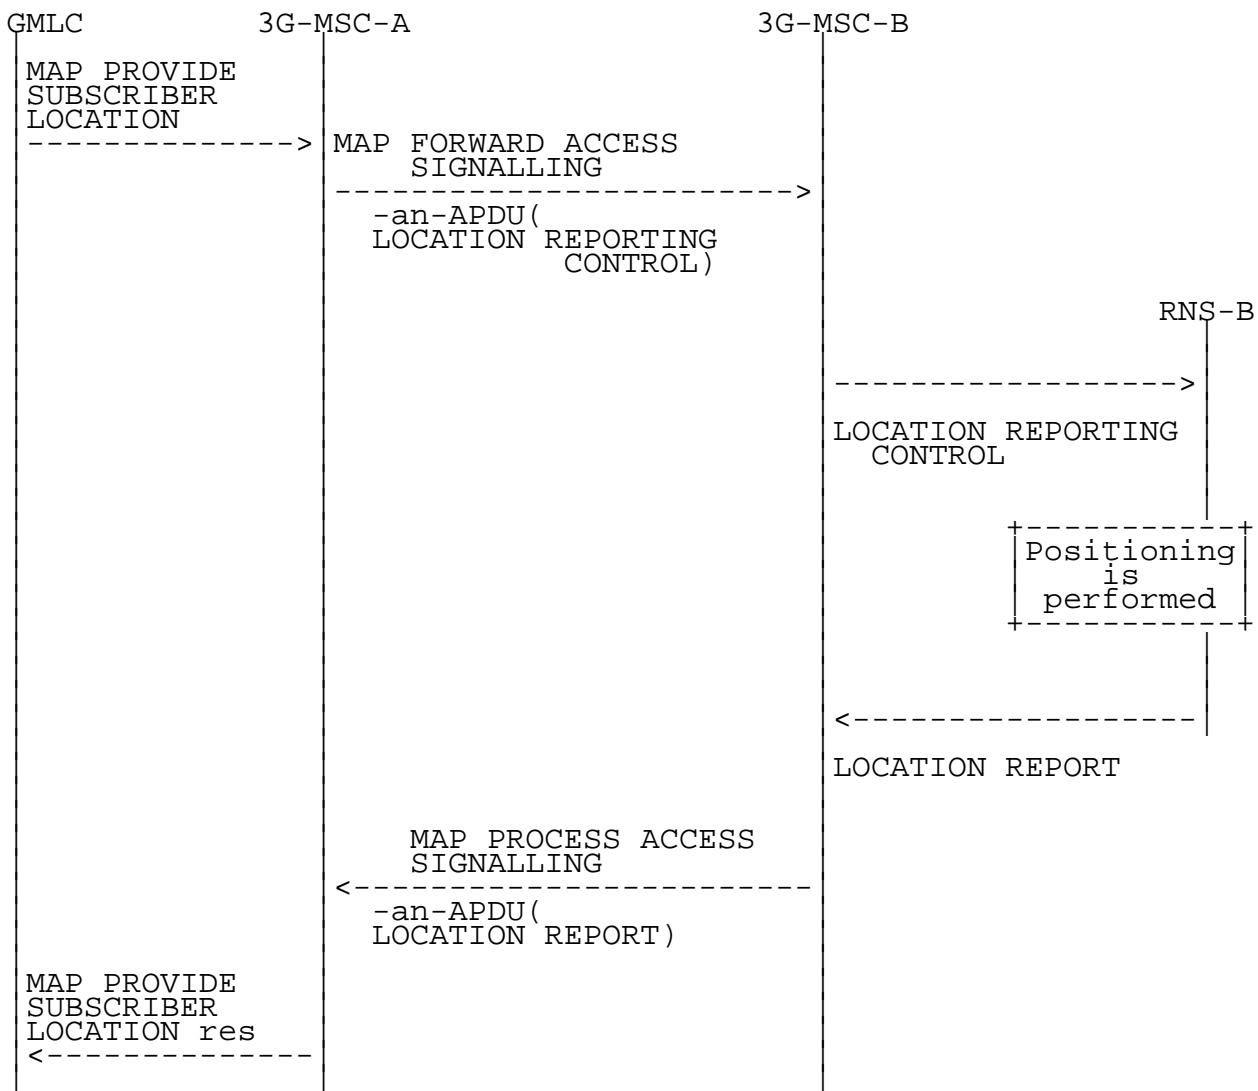 GMLC 3G-MSC-A 3G-MSC-B
MAP PROVIDE
SUBSCRIBER
LOCATION
MAP FORWARD ACCESS
SIGNALLING
-an-APDU(
LOCATION REPORTING
CONTROL)
RNS-B
LOCATION REPORTING
CONTROL
Positioning
is
performed
LOCATION REPORT
MAP PROCESS ACCESS
SIGNALLING
-an-APDU(
LOCATION REPORT)
MAP PROVIDE
SUBSCRIBER
LOCATION res